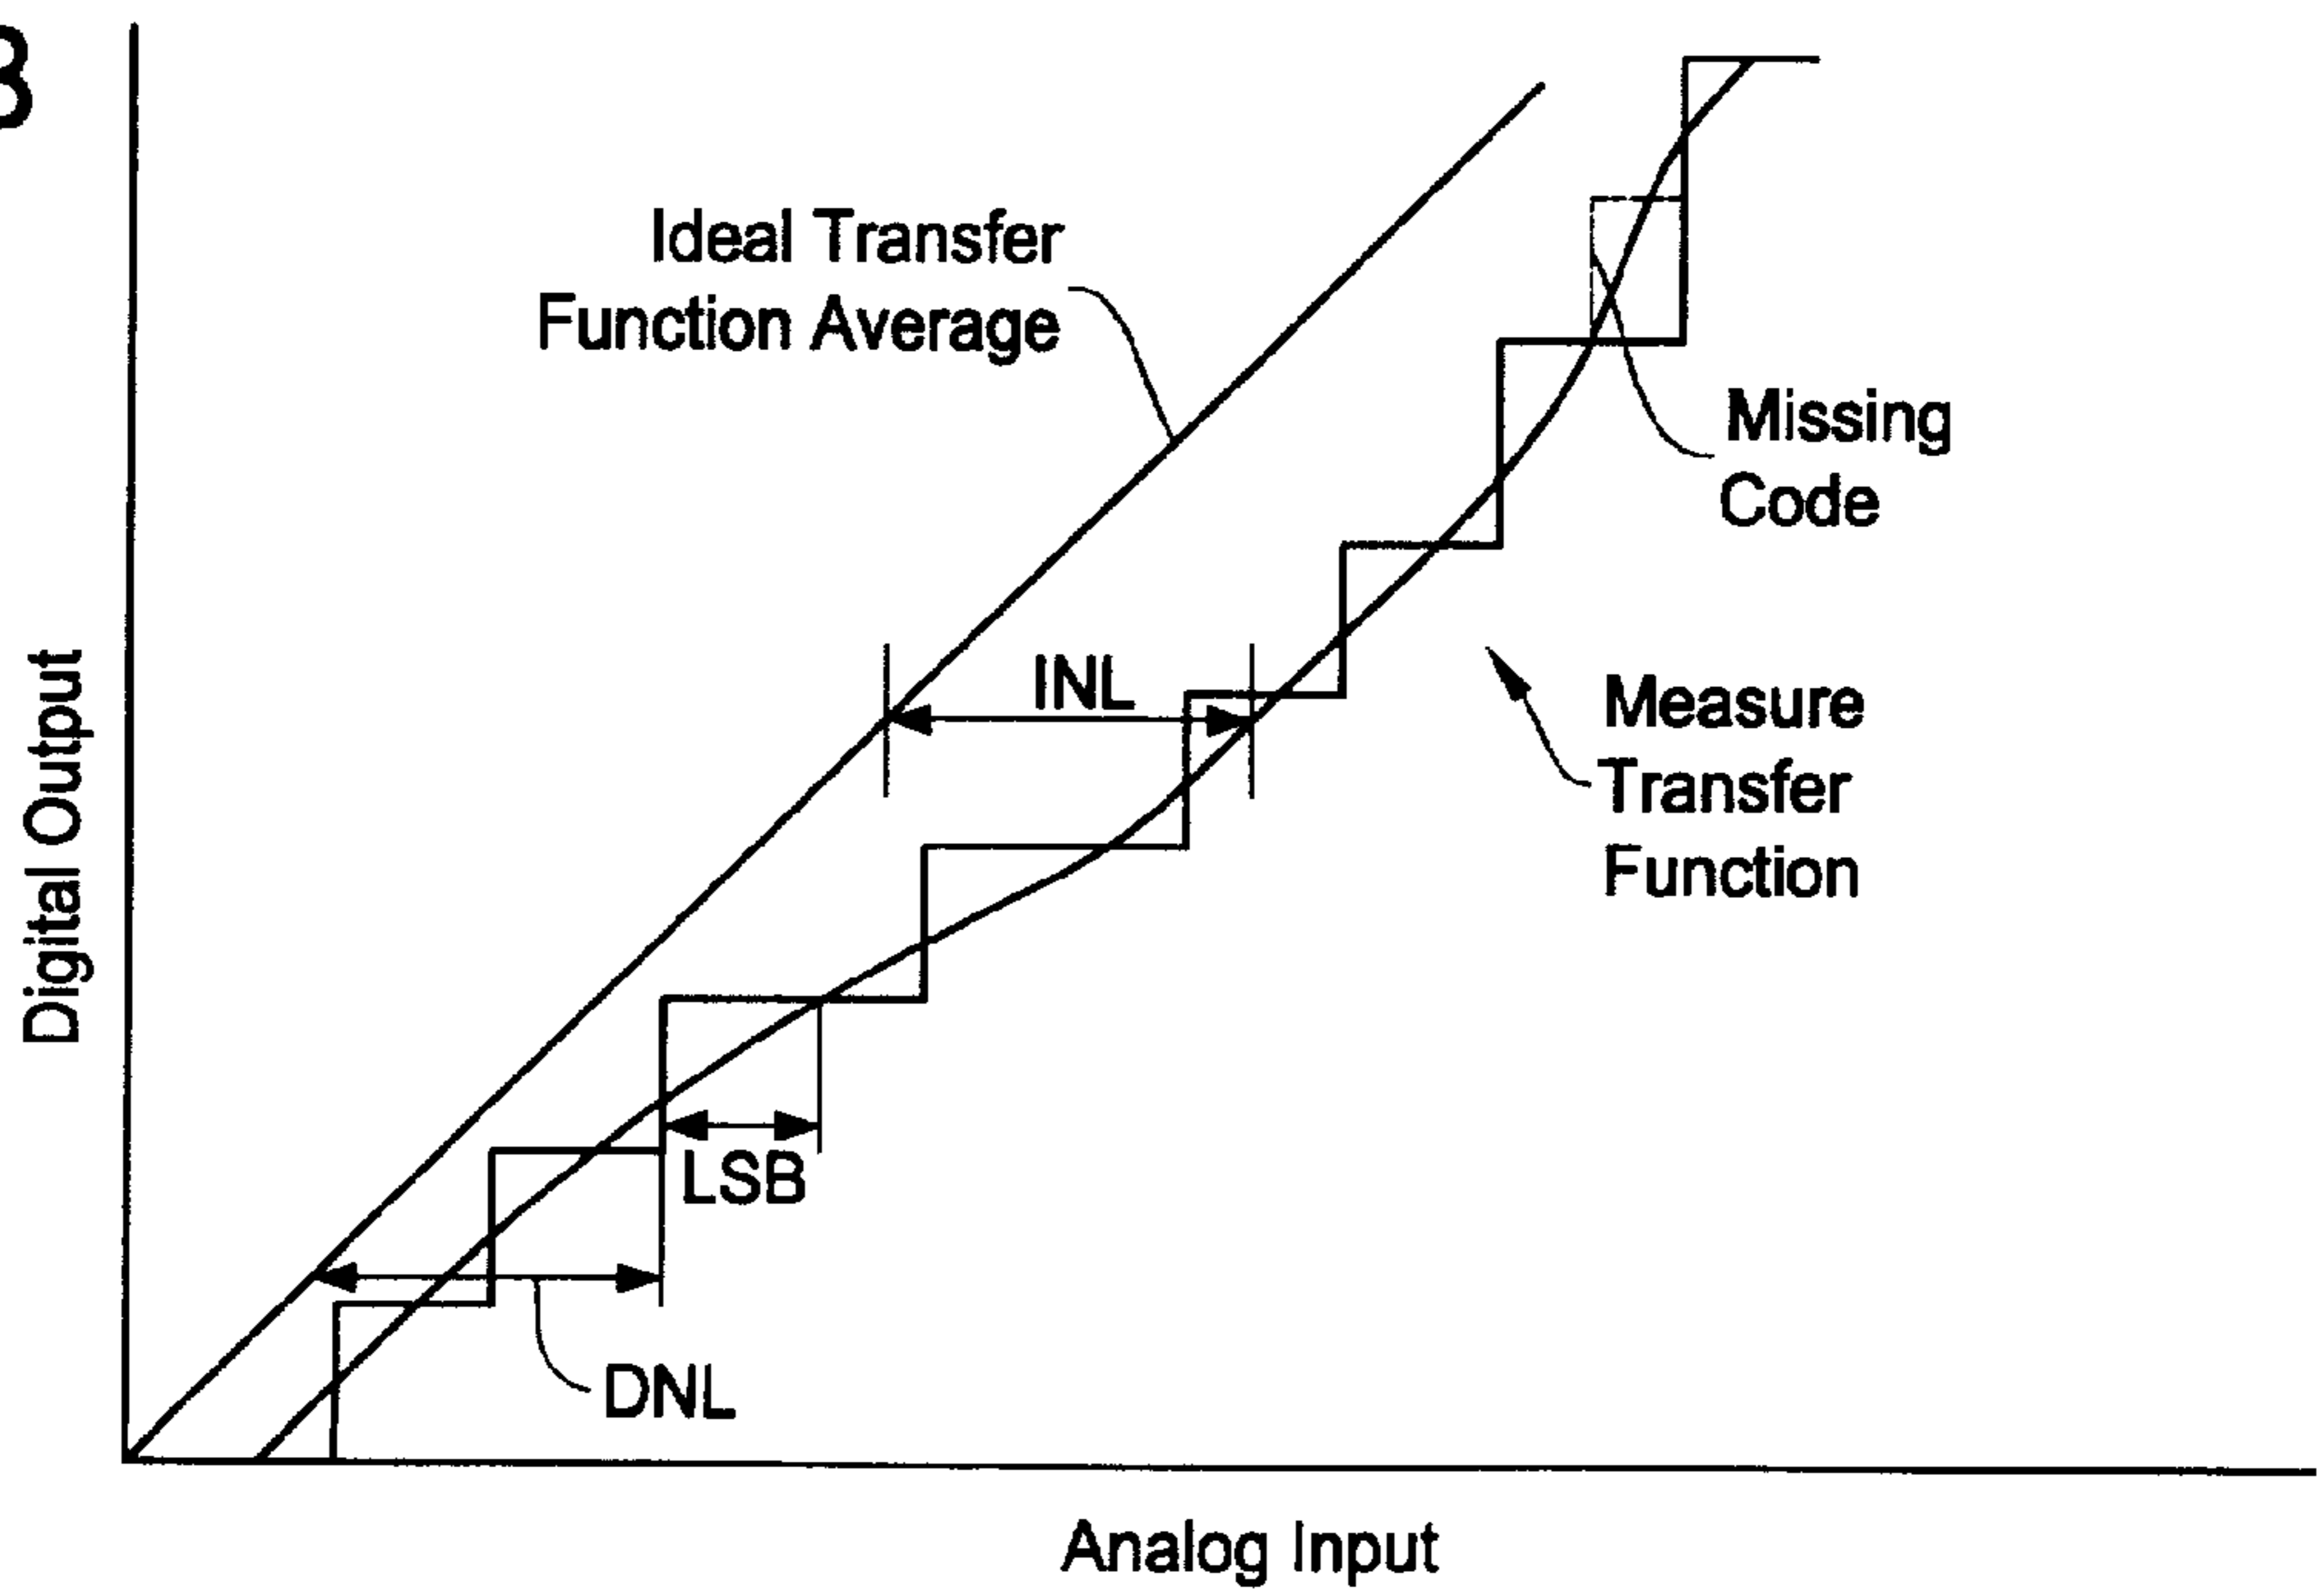 Ideal Transfer
Function Average
Missing
Code
INL
Measure
Transfer
Function
Digital Output
LSB
DNL
Analog Input